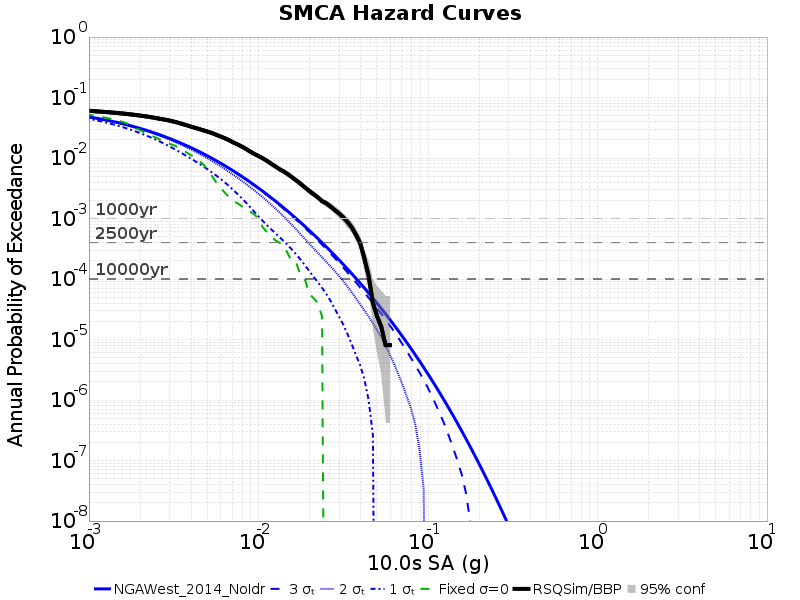 SMCA Hazard Curves
Annual Probability of Exceedance
10⁰
10⁻¹
10⁻²
10⁻³
10⁻⁴
10⁻⁵
10⁻⁶
10⁻⁷
10⁻⁸
1000yr
2500yr
10000yr
10⁻³ 10⁻² 10⁻¹ 10⁰ 10¹
10.0s SA (g)
NGAWest_2014_NoIdr 3 σₜ 2 σₜ 1 σₜ Fixed σ=0 RSQSim/BBP 95% conf